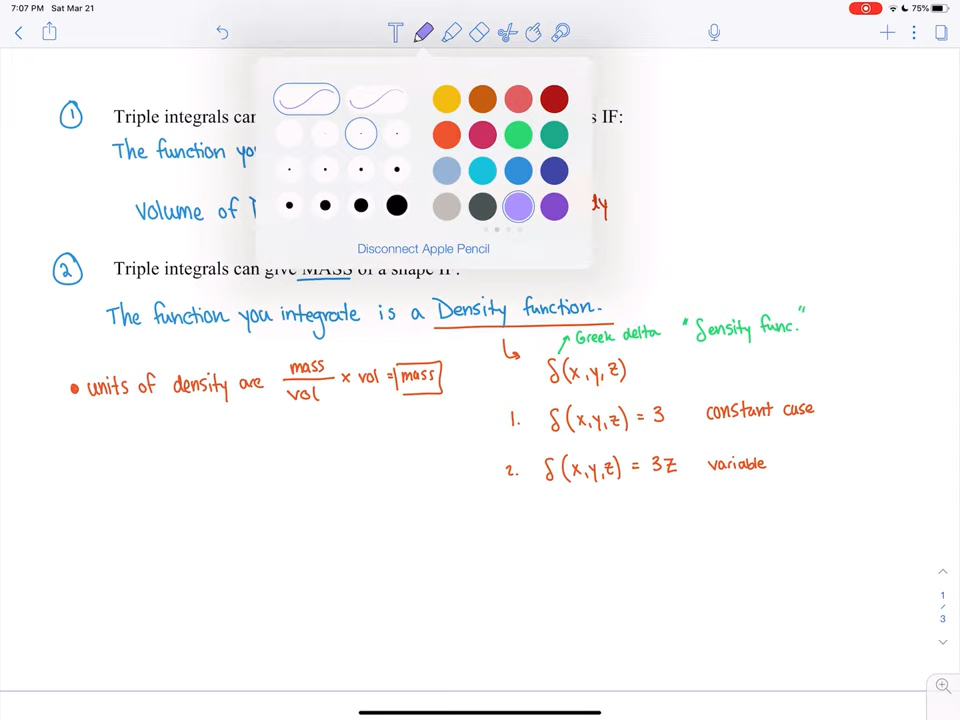 7:07 PM Sat Mar 21
75%
T
1 Triple integrals can s IF:
The function yo
Volume of
2 Triple integrals can give MASS of a shape IF:
Disconnect Apple Pencil
The function you integrate is a Density function.
Greek delta "δensity func."
δ(x,y,z)
• units of density are mass/vol × vol = mass
1. δ(x,y,z) = 3 constant case
2. δ(x,y,z) = 3z variable
1
/
3